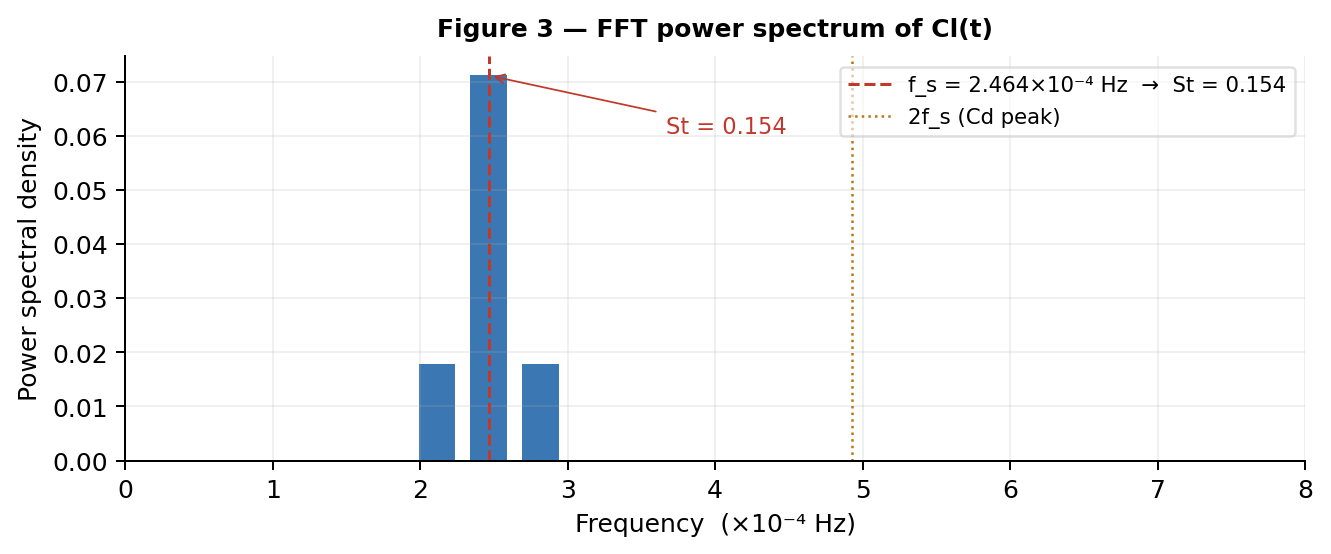 Figure 3 — FFT power spectrum of Cl(t)
Power spectral density
0.07
0.06
0.05
0.04
0.03
0.02
0.01
0.00
f_s = 2.464×10⁻⁴ Hz → St = 0.154
2f_s (Cd peak)
St = 0.154
0 1 2 3 4 5 6 7 8
Frequency (×10⁻⁴ Hz)